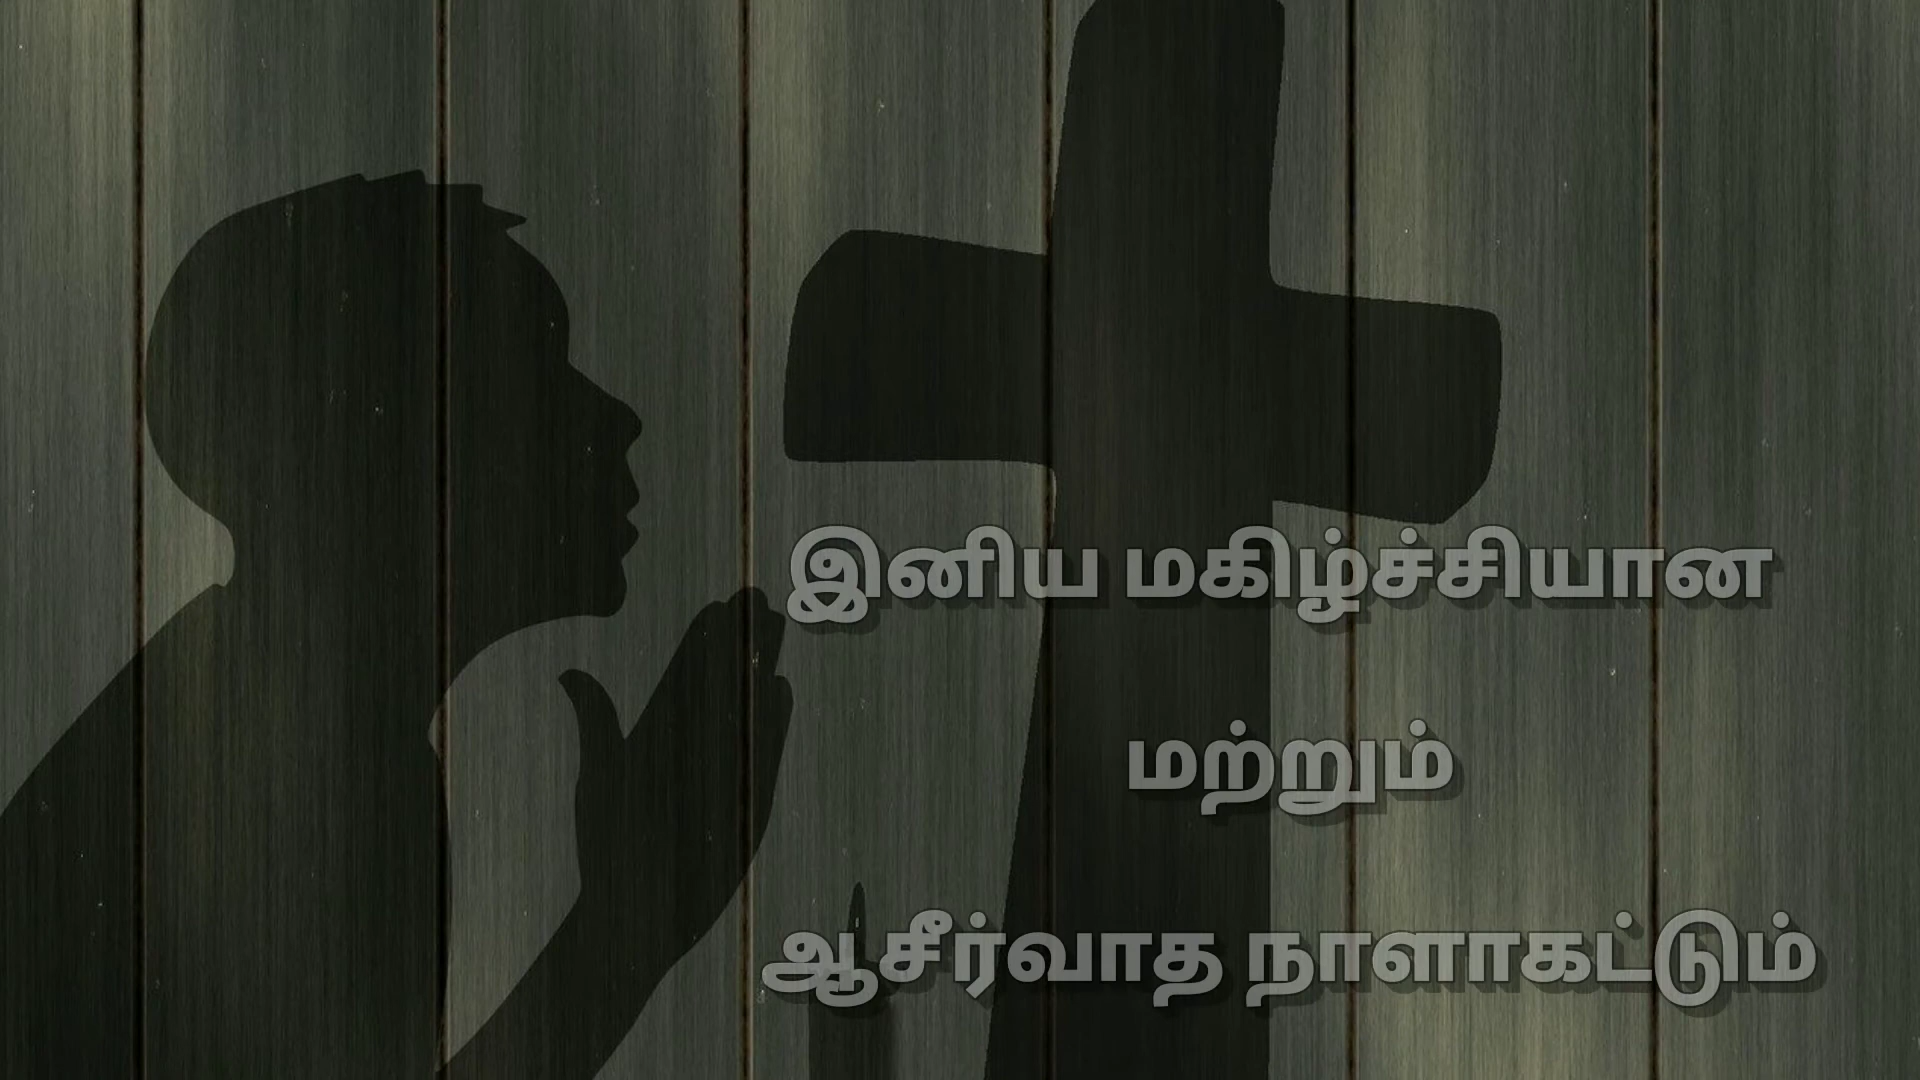 இனிய மகிழ்ச்சியான
மற்றும்
ஆசீர்வாத நாளாகட்டும்